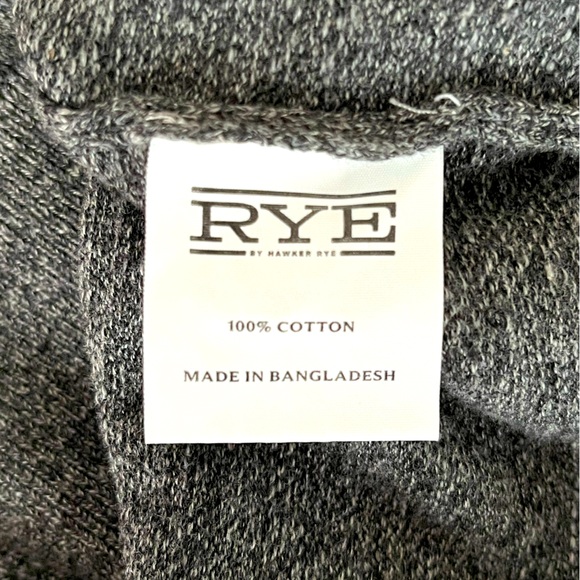 RYE
BY HAWKER RYE
100% COTTON
MADE IN BANGLADESH